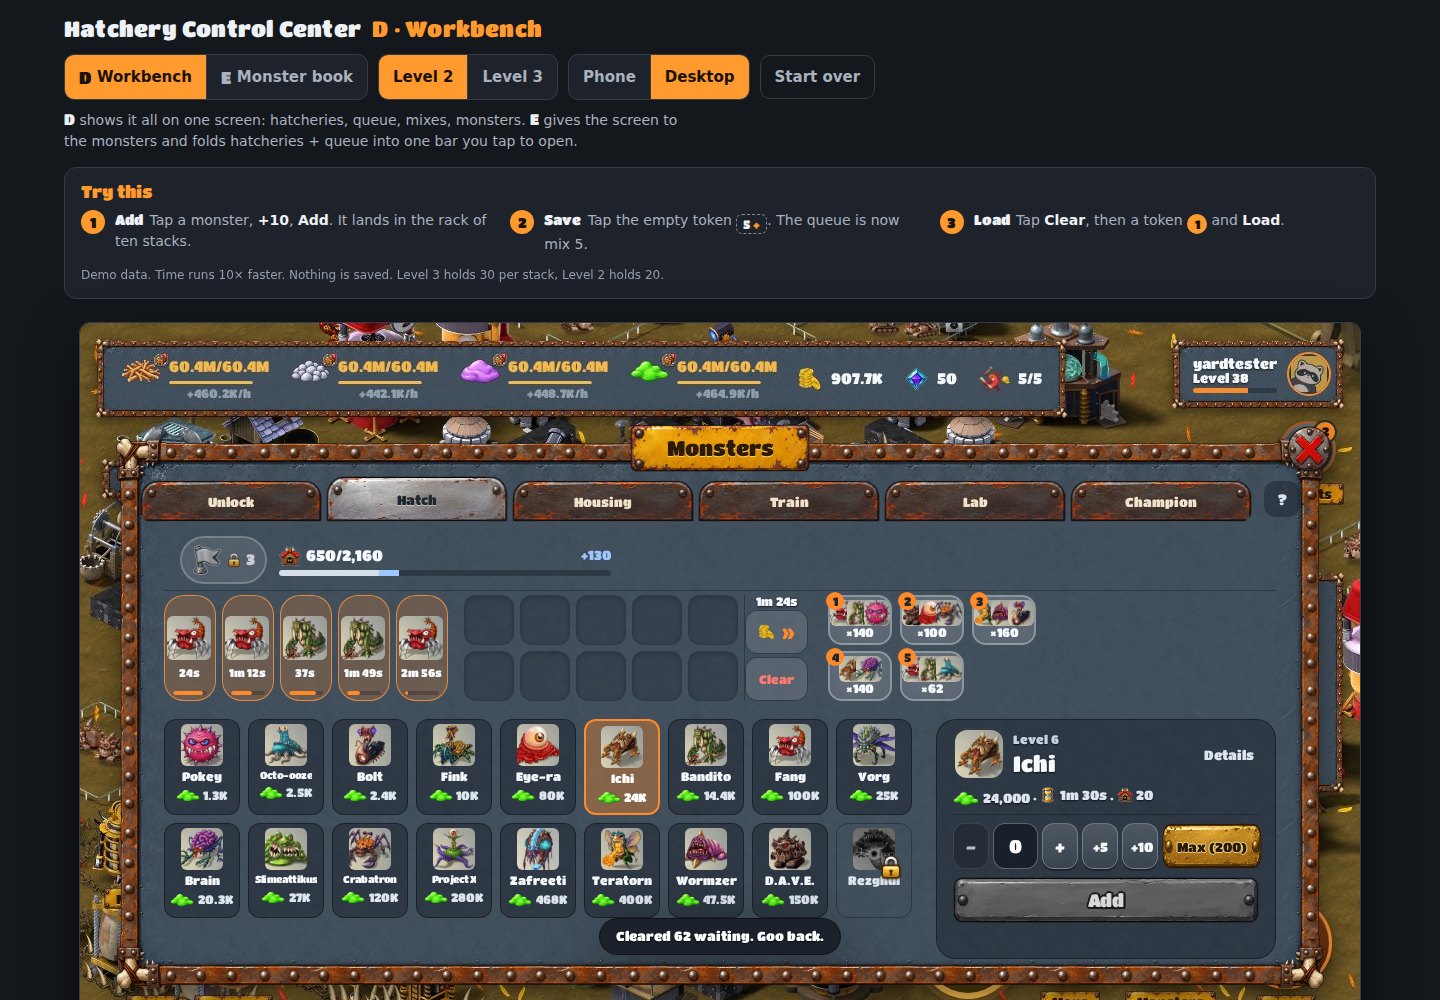 Hatchery Control Center D · Workbench
D Workbench E Monster book Level 2 Level 3 Phone Desktop Start over
D shows it all on one screen: hatcheries, queue, mixes, monsters. E gives the screen to
the monsters and folds hatcheries + queue into one bar you tap to open.
Try this
1 Add Tap a monster, +10, Add. It lands in the rack of
ten stacks.
2 Save Tap the empty token 5 +. The queue is now
mix 5.
3 Load Tap Clear, then a token 1 and Load.
Demo data. Time runs 10× faster. Nothing is saved. Level 3 holds 30 per stack, Level 2 holds 20.
60.4M/60.4M 60.4M/60.4M 60.4M/60.4M 60.4M/60.4M 907.7K 50 5/5
+460.2K/h +442.1K/h +448.7K/h +464.9K/h
yardtester
Level 38
Monsters
Unlock Hatch Housing Train Lab Champion ?
3 650/2,160 +130
24s 1m 12s 37s 1m 49s 2m 56s
1m 24s
»
Clear
1 2 3
×140 ×100 ×160
4 5
×140 ×62
Pokey Octo-ooze Bolt Fink Eye-ra Ichi Bandito Fang Vorg
1.3K 2.5K 2.4K 10K 80K 24K 14.4K 100K 25K
Brain Slimeattikus Crabatron Project X Zafreeti Teratorn Wormzer D.A.V.E. Rezghul
20.3K 27K 120K 280K 468K 400K 47.5K 150K
Level 6
Ichi
Details
24,000 · 1m 30s · 20
− 0 + +5 +10 Max (200)
Add
Cleared 62 waiting. Goo back.